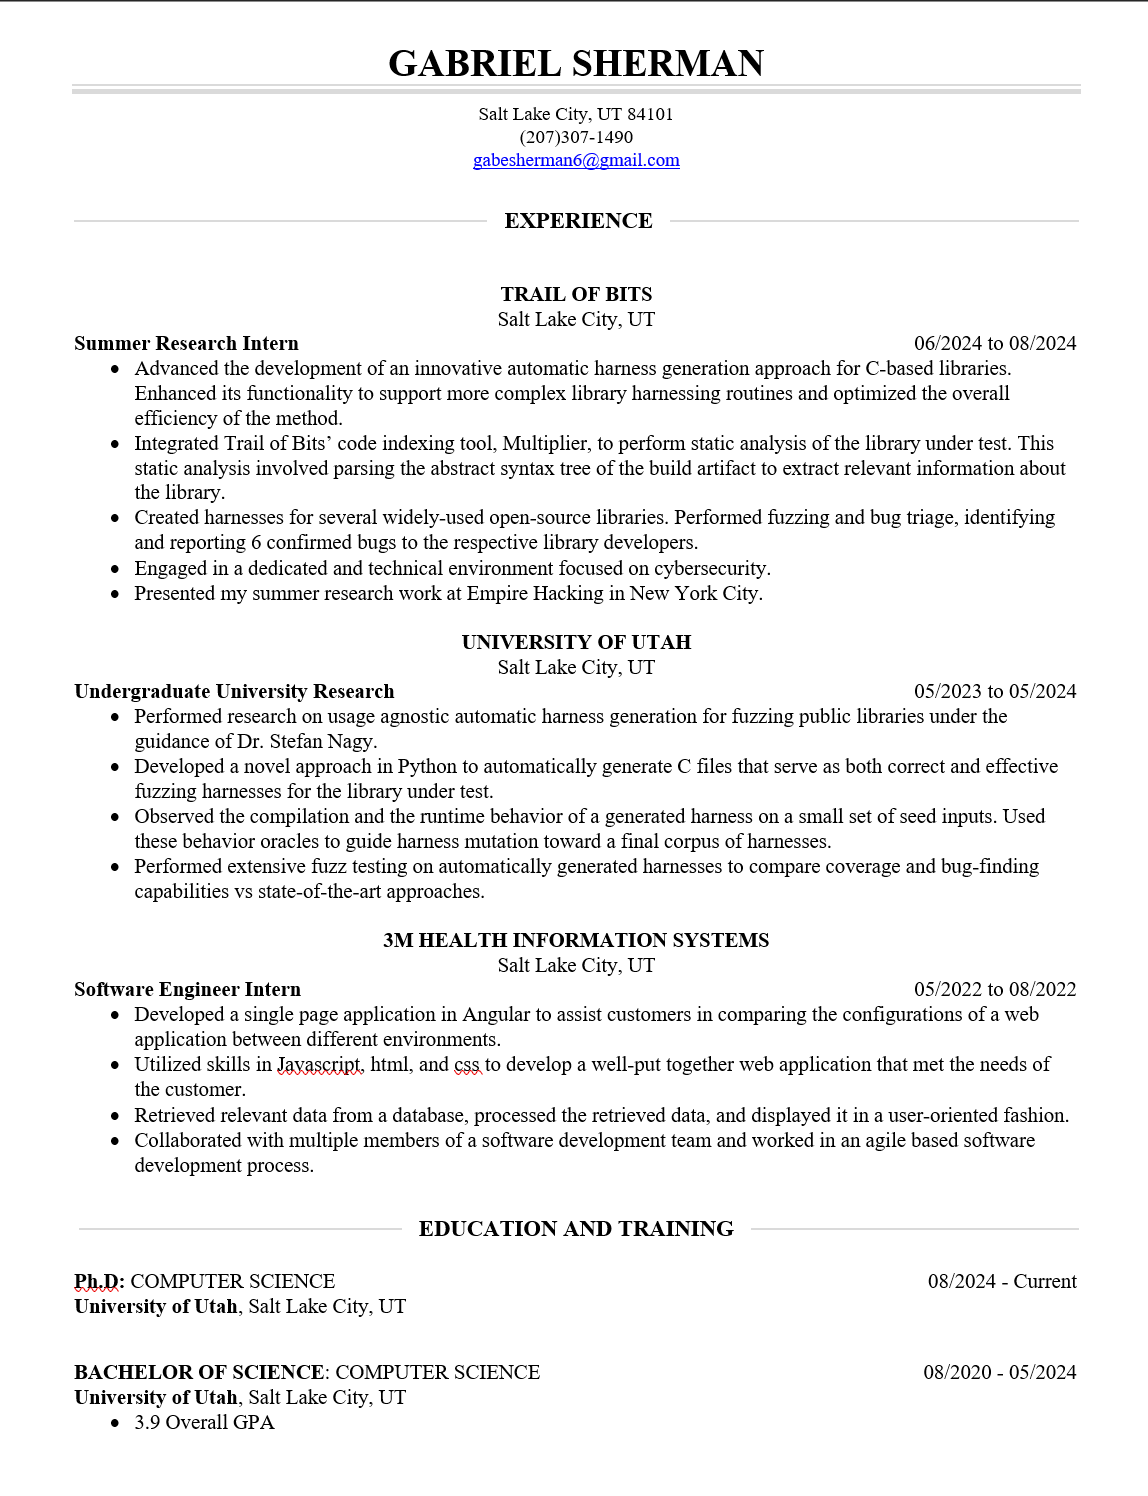 GABRIEL SHERMAN
Salt Lake City, UT 84101
(207)307-1490
gabesherman6@gmail.com
EXPERIENCE
TRAIL OF BITS
Salt Lake City, UT
Summer Research Intern 06/2024 to 08/2024
• Advanced the development of an innovative automatic harness generation approach for C-based libraries.
Enhanced its functionality to support more complex library harnessing routines and optimized the overall
efficiency of the method.
• Integrated Trail of Bits’ code indexing tool, Multiplier, to perform static analysis of the library under test. This
static analysis involved parsing the abstract syntax tree of the build artifact to extract relevant information about
the library.
• Created harnesses for several widely-used open-source libraries. Performed fuzzing and bug triage, identifying
and reporting 6 confirmed bugs to the respective library developers.
• Engaged in a dedicated and technical environment focused on cybersecurity.
• Presented my summer research work at Empire Hacking in New York City.
UNIVERSITY OF UTAH
Salt Lake City, UT
Undergraduate University Research 05/2023 to 05/2024
• Performed research on usage agnostic automatic harness generation for fuzzing public libraries under the
guidance of Dr. Stefan Nagy.
• Developed a novel approach in Python to automatically generate C files that serve as both correct and effective
fuzzing harnesses for the library under test.
• Observed the compilation and the runtime behavior of a generated harness on a small set of seed inputs. Used
these behavior oracles to guide harness mutation toward a final corpus of harnesses.
• Performed extensive fuzz testing on automatically generated harnesses to compare coverage and bug-finding
capabilities vs state-of-the-art approaches.
3M HEALTH INFORMATION SYSTEMS
Salt Lake City, UT
Software Engineer Intern 05/2022 to 08/2022
• Developed a single page application in Angular to assist customers in comparing the configurations of a web
application between different environments.
• Utilized skills in Javascript, html, and css to develop a well-put together web application that met the needs of
the customer.
• Retrieved relevant data from a database, processed the retrieved data, and displayed it in a user-oriented fashion.
• Collaborated with multiple members of a software development team and worked in an agile based software
development process.
EDUCATION AND TRAINING
Ph.D: COMPUTER SCIENCE 08/2024 - Current
University of Utah, Salt Lake City, UT
BACHELOR OF SCIENCE: COMPUTER SCIENCE 08/2020 - 05/2024
University of Utah, Salt Lake City, UT
• 3.9 Overall GPA